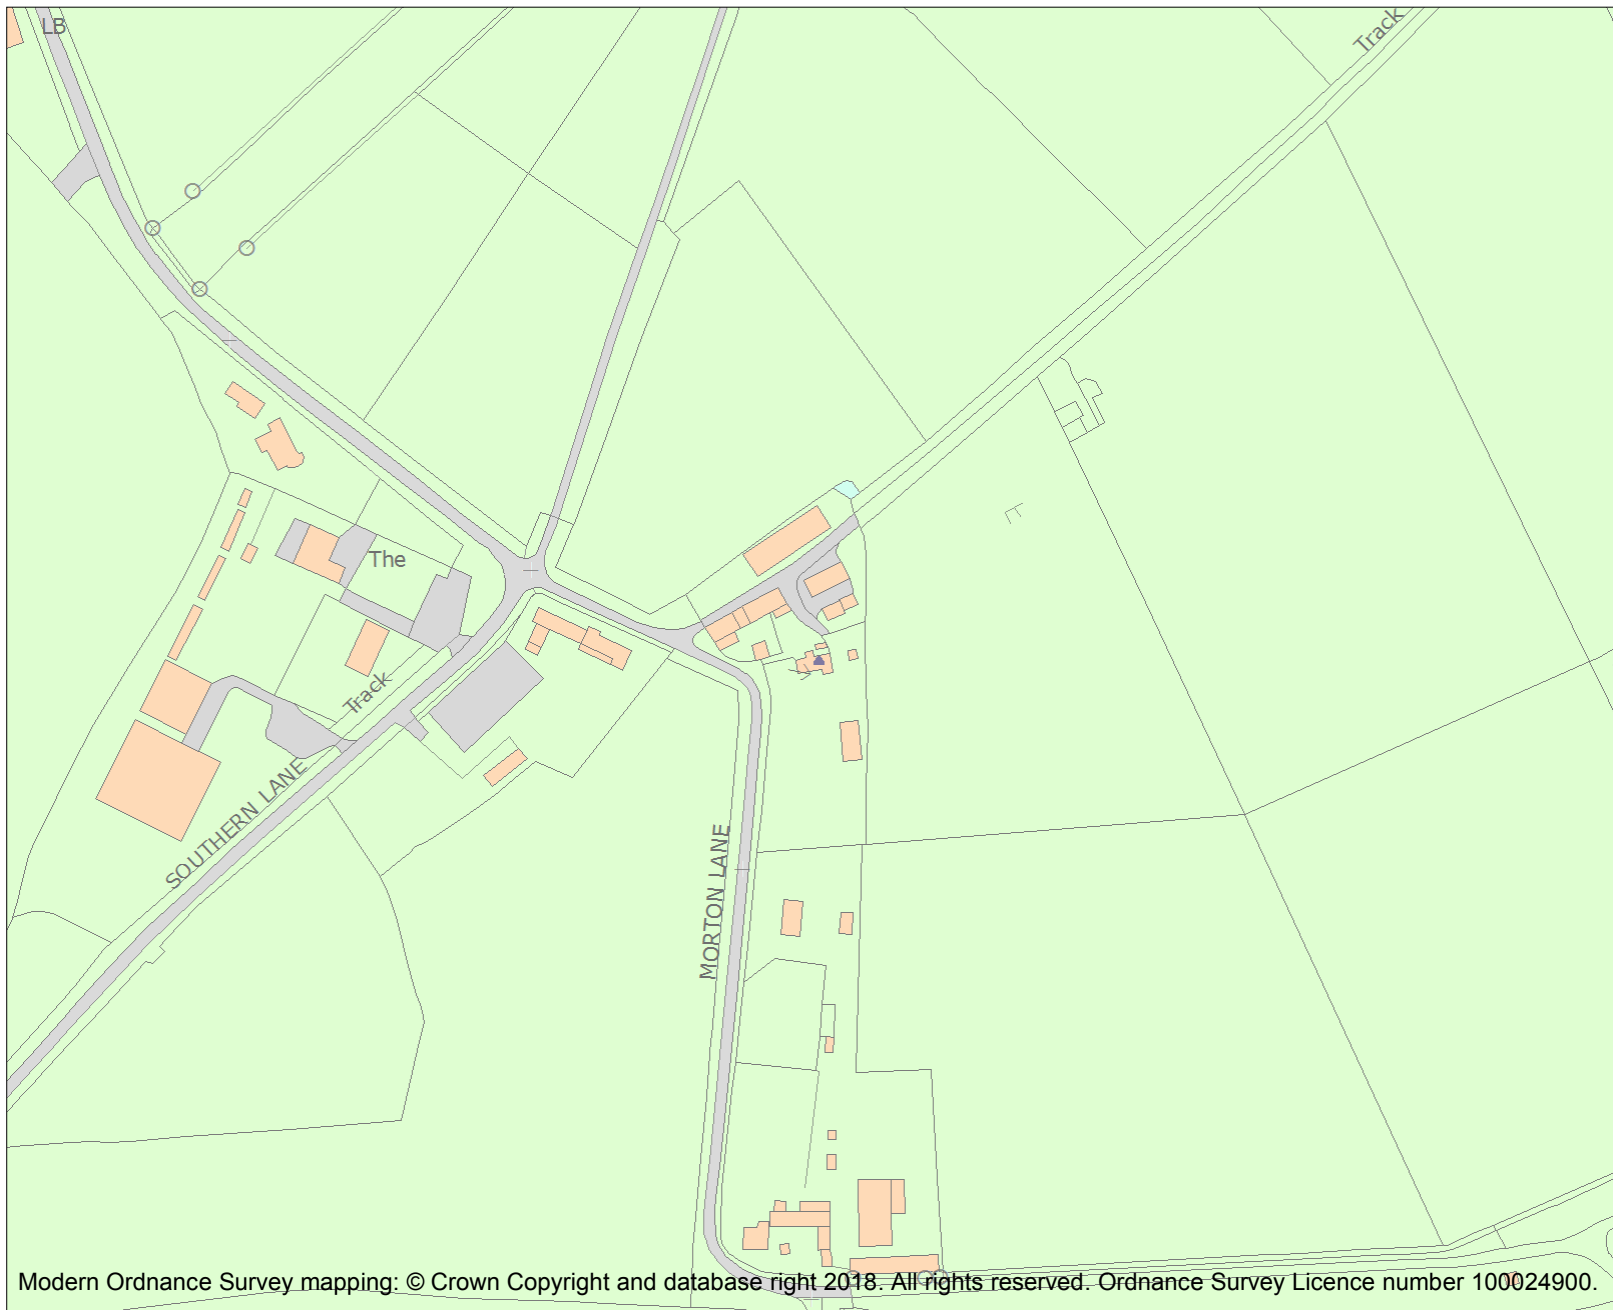 LB
Track
The
Track
SOUTHERN LANE
MORTON LANE
Modern Ordnance Survey mapping: © Crown Copyright and database right 2018. All rights reserved. Ordnance Survey Licence number 100024900.